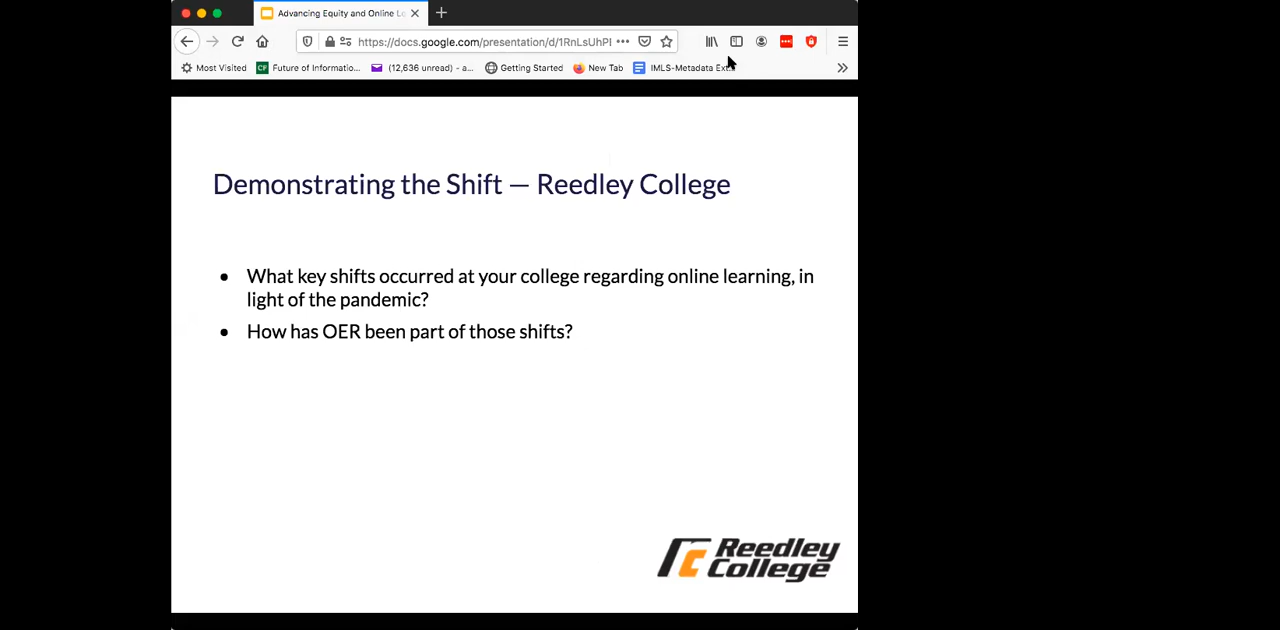 Advancing Equity and Online Le
https://docs.google.com/presentation/d/1RnLsUhPI
Most Visited
Future of Informatio...
(12,636 unread) - a...
Getting Started
New Tab
IMLS-Metadata Ext...
Demonstrating the Shift — Reedley College
• What key shifts occurred at your college regarding online learning, in
light of the pandemic?
• How has OER been part of those shifts?
Reedley
College